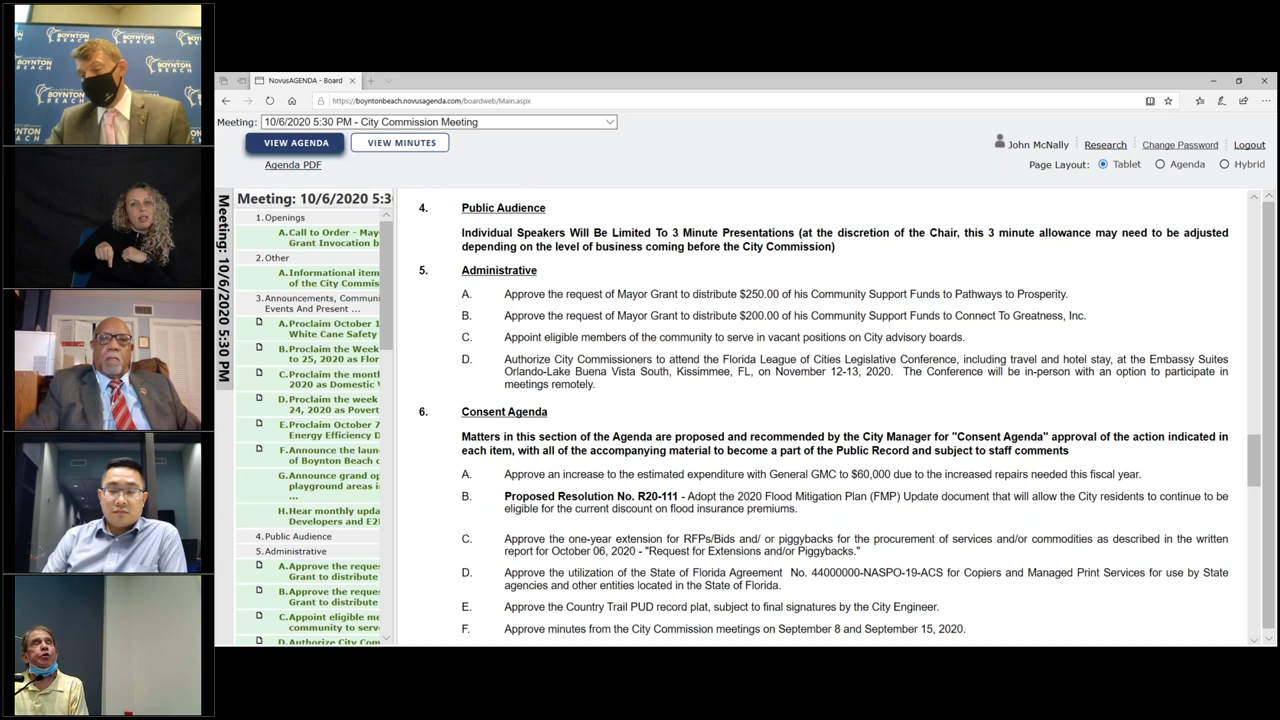 BOYNTON BEACH
BOYNTON BEACH
BOYNTON BEACH
BOYNTON
NovusAGENDA - Board
https://boyntonbeach.novusagenda.com/boardweb/Main.aspx
Meeting: 10/6/2020 5:30 PM - City Commission Meeting
VIEW AGENDA VIEW MINUTES
Agenda PDF
John McNally Research Change Password Logout
Page Layout: Tablet Agenda Hybrid
Meeting: 10/6/2020 5:30 PM
Meeting: 10/6/2020 5:3
1.Openings
A.Call to Order - May
Grant Invocation b
2.Other
A.Informational item
of the City Commis
3.Announcements, Commun
Events And Present ...
A.Proclaim October 1
White Cane Safety
B.Proclaim the Week
to 25, 2020 as Flor
C.Proclaim the month
2020 as Domestic V
D.Proclaim the week
24, 2020 as Povert
E.Proclaim October 7
Energy Efficiency D
F.Announce the laun
of Boynton Beach c
G.Announce grand op
playground areas i
...
H.Hear monthly upda
Developers and E2
4.Public Audience
5.Administrative
A.Approve the reque
Grant to distribute
B.Approve the reque
Grant to distribute
C.Appoint eligible me
community to serv
D.Authorize City Com
4. Public Audience
Individual Speakers Will Be Limited To 3 Minute Presentations (at the discretion of the Chair, this 3 minute allowance may need to be adjusted
depending on the level of business coming before the City Commission)
5. Administrative
A. Approve the request of Mayor Grant to distribute $250.00 of his Community Support Funds to Pathways to Prosperity.
B. Approve the request of Mayor Grant to distribute $200.00 of his Community Support Funds to Connect To Greatness, Inc.
C. Appoint eligible members of the community to serve in vacant positions on City advisory boards.
D. Authorize City Commissioners to attend the Florida League of Cities Legislative Conference, including travel and hotel stay, at the Embassy Suites
Orlando-Lake Buena Vista South, Kissimmee, FL, on November 12-13, 2020. The Conference will be in-person with an option to participate in
meetings remotely.
6. Consent Agenda
Matters in this section of the Agenda are proposed and recommended by the City Manager for "Consent Agenda" approval of the action indicated in
each item, with all of the accompanying material to become a part of the Public Record and subject to staff comments
A. Approve an increase to the estimated expenditure with General GMC to $60,000 due to the increased repairs needed this fiscal year.
B. Proposed Resolution No. R20-111 - Adopt the 2020 Flood Mitigation Plan (FMP) Update document that will allow the City residents to continue to be
eligible for the current discount on flood insurance premiums.
C. Approve the one-year extension for RFPs/Bids and/ or piggybacks for the procurement of services and/or commodities as described in the written
report for October 06, 2020 - "Request for Extensions and/or Piggybacks."
D. Approve the utilization of the State of Florida Agreement No. 44000000-NASPO-19-ACS for Copiers and Managed Print Services for use by State
agencies and other entities located in the State of Florida.
E. Approve the Country Trail PUD record plat, subject to final signatures by the City Engineer.
F. Approve minutes from the City Commission meetings on September 8 and September 15, 2020.